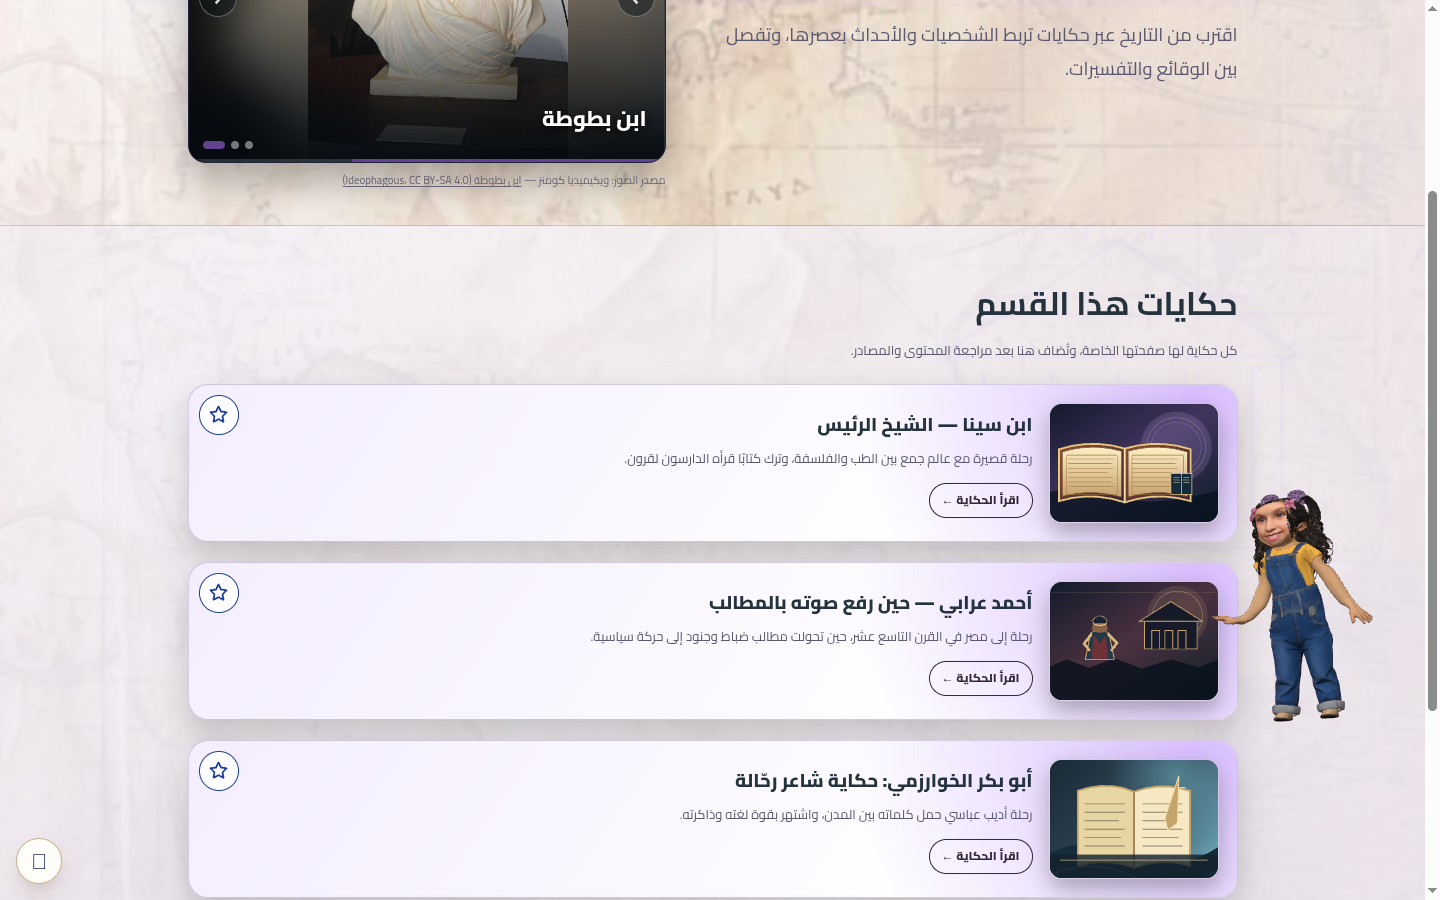 اقترب من التاريخ عبر حكايات تربط الشخصيات والأحداث بعصرها، وتفصل
بين الوقائع والتفسيرات.
ابن بطوطة
مصدر الصور: ويكيميديا كومنز — ابن بطوطة (Ideophagous، CC BY-SA 4.0)
حكايات هذا القسم
كل حكاية لها صفحتها الخاصة، وتُضاف هنا بعد مراجعة المحتوى والمصادر.
ابن سينا — الشيخ الرئيس
رحلة قصيرة مع عالم جمع بين الطب والفلسفة، وترك كتابًا قرأه الدارسون لقرون.
اقرأ الحكاية ←
أحمد عرابي — حين رفع صوته بالمطالب
رحلة إلى مصر في القرن التاسع عشر، حين تحولت مطالب ضباط وجنود إلى حركة سياسية.
اقرأ الحكاية ←
أبو بكر الخوارزمي: حكاية شاعر رحّالة
رحلة أديب عباسي حمل كلماته بين المدن، واشتهر بقوة لغته وذاكرته.
اقرأ الحكاية ←